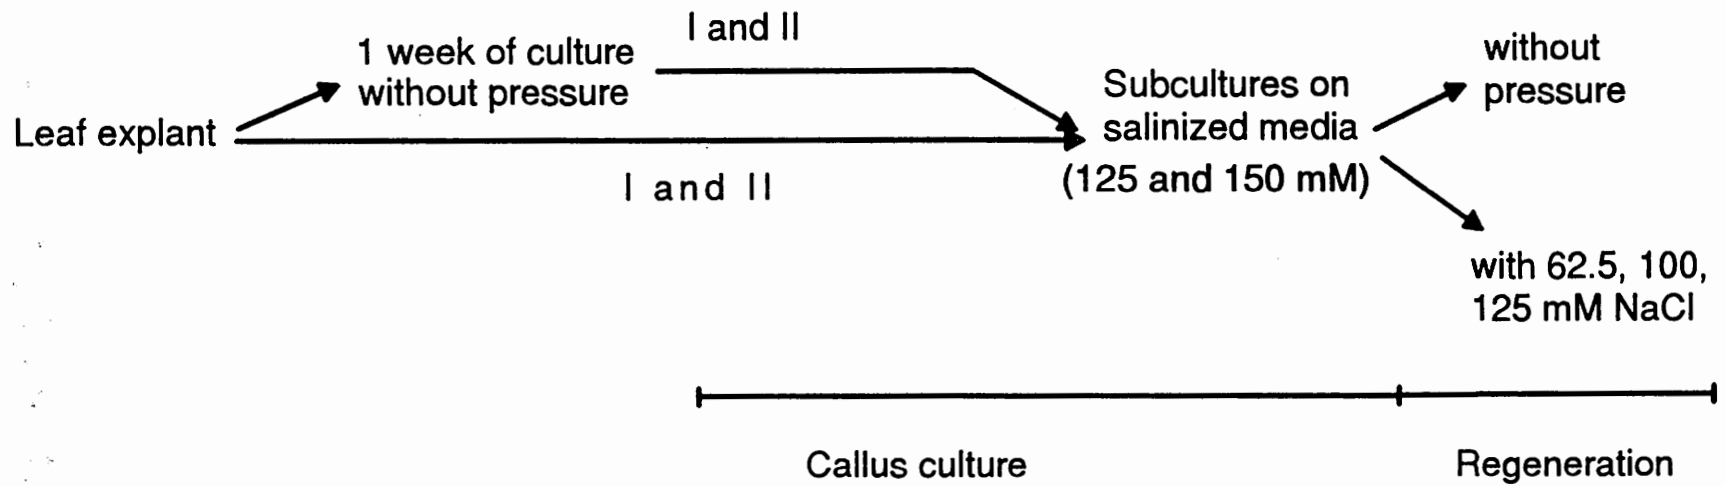 I and II
1 week of culture
without pressure
Leaf explant
I and II
Subcultures on
salinized media
(125 and 150 mM)
without
pressure
with 62.5, 100,
125 mM NaCl
Callus culture
Regeneration